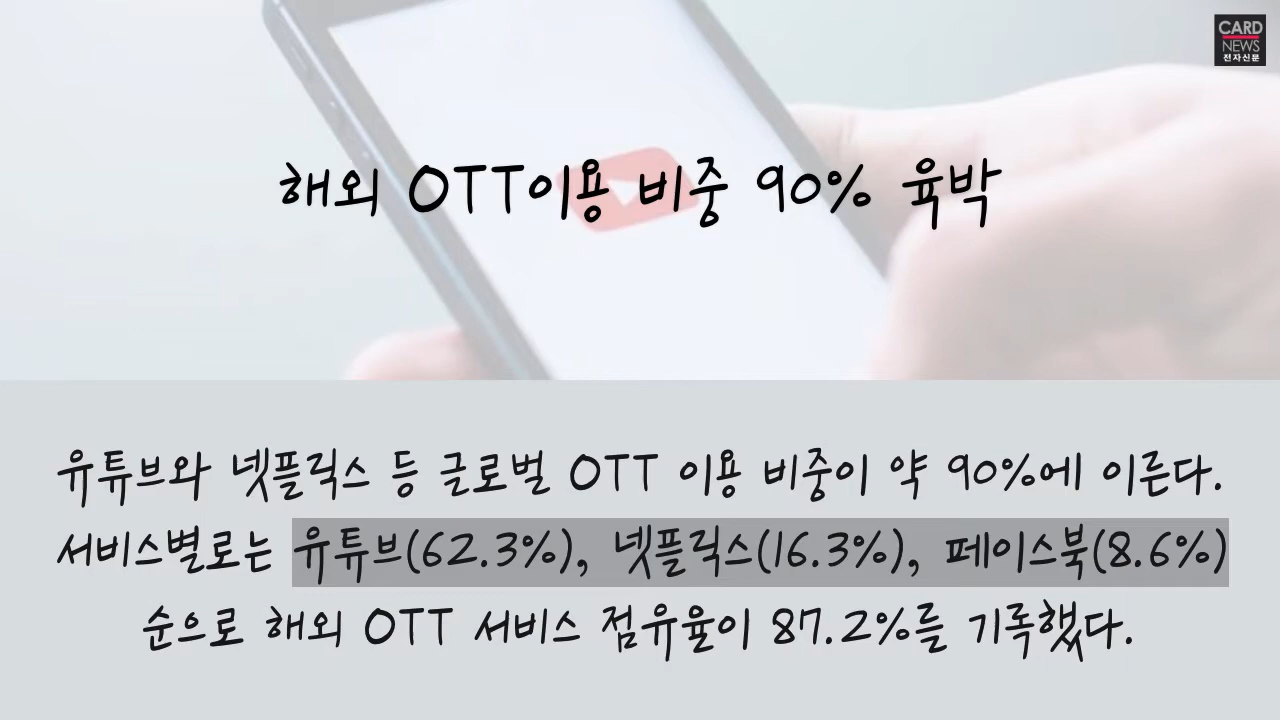 CARD
NEWS
전자신문
해외 OTT이용 비중 90% 육박
유튜브와 넷플릭스 등 글로벌 OTT 이용 비중이 약 90%에 이른다.
서비스별로는 유튜브(62.3%), 넷플릭스(16.3%), 페이스북(8.6%)
순으로 해외 OTT 서비스 점유율이 87.2%를 기록했다.